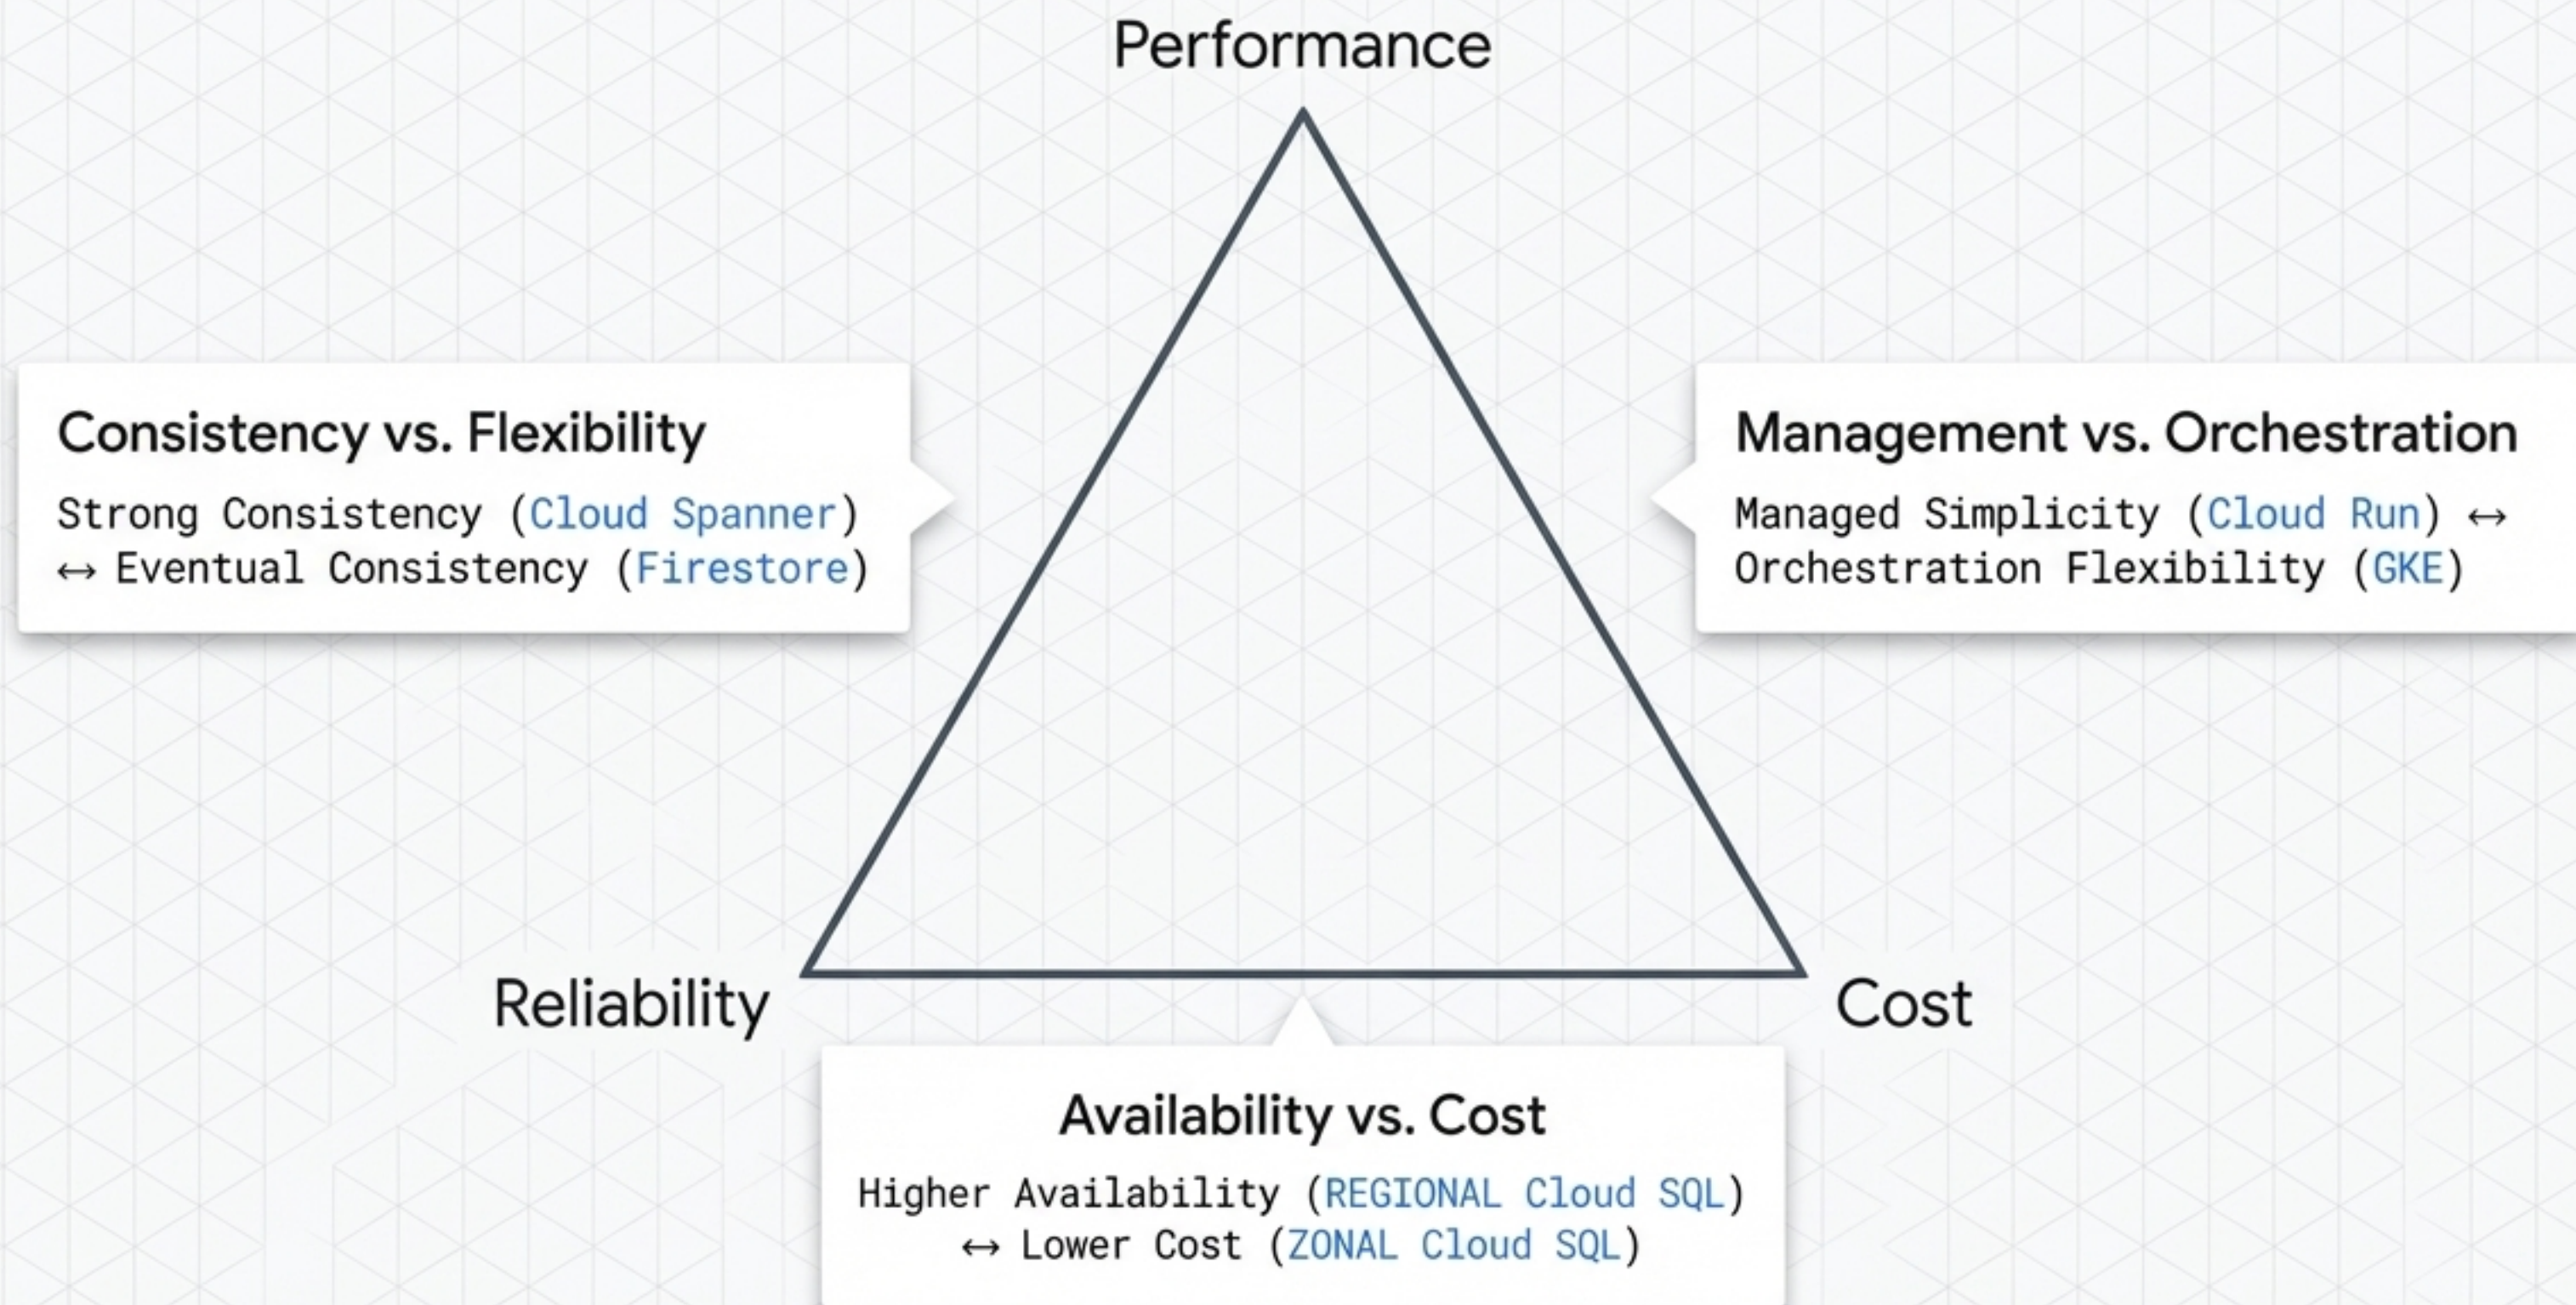 Performance
Consistency vs. Flexibility
Strong Consistency (Cloud Spanner)
↔ Eventual Consistency (Firestore)
Management vs. Orchestration
Managed Simplicity (Cloud Run) ↔
Orchestration Flexibility (GKE)
Reliability
Cost
Availability vs. Cost
Higher Availability (REGIONAL Cloud SQL)
↔ Lower Cost (ZONAL Cloud SQL)